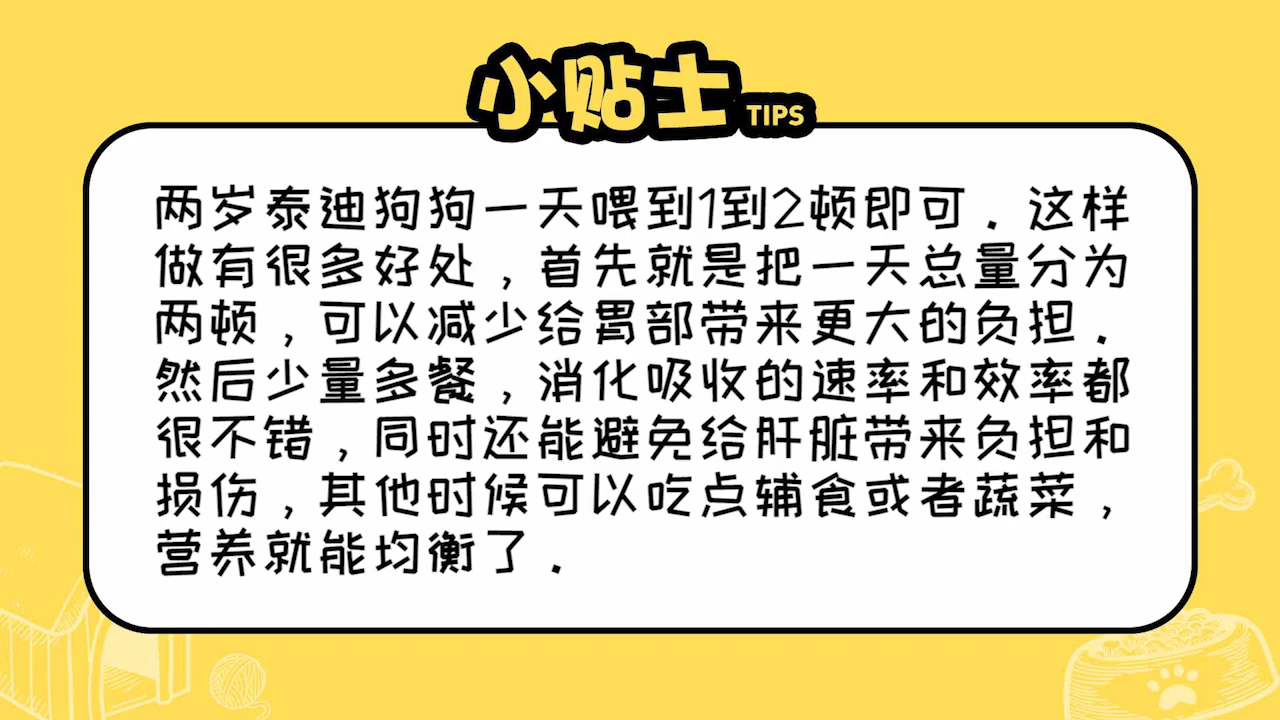 小贴士 TIPS
两岁泰迪狗狗一天喂到1到2顿即可．这样
做有很多好处，首先就是把一天总量分为
两顿，可以减少给胃部带来更大的负担．
然后少量多餐，消化吸收的速率和效率都
很不错，同时还能避免给肝脏带来负担和
损伤，其他时候可以吃点辅食或者蔬菜，
营养就能均衡了．